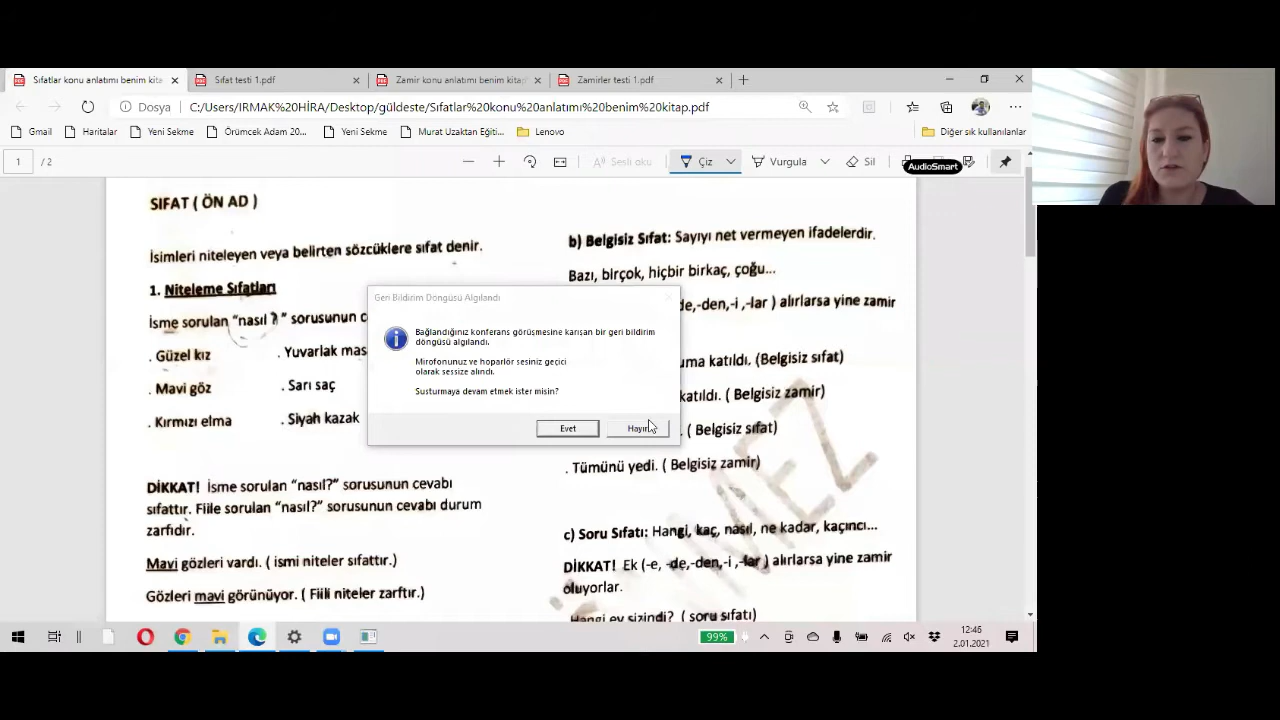 Sıfatlar konu anlatımı benim kita
Sıfat testi 1.pdf
Zamir konu anlatımı benim kitap
Zamirler testi 1.pdf
Dosya
C:/Users/IRMAK%20HİRA/Desktop/güldeste/Sıfatlar%20konu%20anlatımı%20benim%20kitap.pdf
Gmail
Haritalar
Yeni Sekme
Örümcek Adam 20...
Yeni Sekme
Murat Uzaktan Eğiti...
Lenovo
Diğer sık kullanılanlar
1 / 2
Sesli oku
Çiz
Vurgula
Sil
AudioSmart
SIFAT ( ÖN AD )
İsimleri niteleyen veya belirten sözcüklere sıfat denir.
1. Niteleme Sıfatları
İsme sorulan “nasıl ? ” sorusunun c
. Güzel kız
. Yuvarlak mas
. Mavi göz
. Sarı saç
. Kırmızı elma
. Siyah kazak
DİKKAT! İsme sorulan “nasıl?” sorusunun cevabı
sıfattır. Fiile sorulan “nasıl?” sorusunun cevabı durum
zarfıdır.
Mavi gözleri vardı. ( ismi niteler sıfattır.)
Gözleri mavi görünüyor. ( Fiili niteler zarftır.)
b) Belgisiz Sıfat: Sayıyı net vermeyen ifadelerdir.
Bazı, birçok, hiçbir birkaç, çoğu...
de,-den,-i ,-lar ) alırlarsa yine zamir
uma katıldı. (Belgisiz sıfat)
katıldı. ( Belgisiz zamir)
. ( Belgisiz sıfat)
. Tümünü yedi. ( Belgisiz zamir)
c) Soru Sıfatı: Hangi, kaç, nasıl, ne kadar, kaçıncı...
DİKKAT! Ek (-e, -de,-den,-i ,-lar ) alırlarsa yine zamir
oluyorlar.
Hangi ev sizindi? ( soru sıfatı)
Geri Bildirim Döngüsü Algılandı
Bağlandığınız konferans görüşmesine karışan bir geri bildirim
döngüsü algılandı.
Mirofonunuz ve hoparlör sesiniz geçici
olarak sessize alındı.
Susturmaya devam etmek ister misin?
Evet
Hayır
99%
12:46
2.01.2021